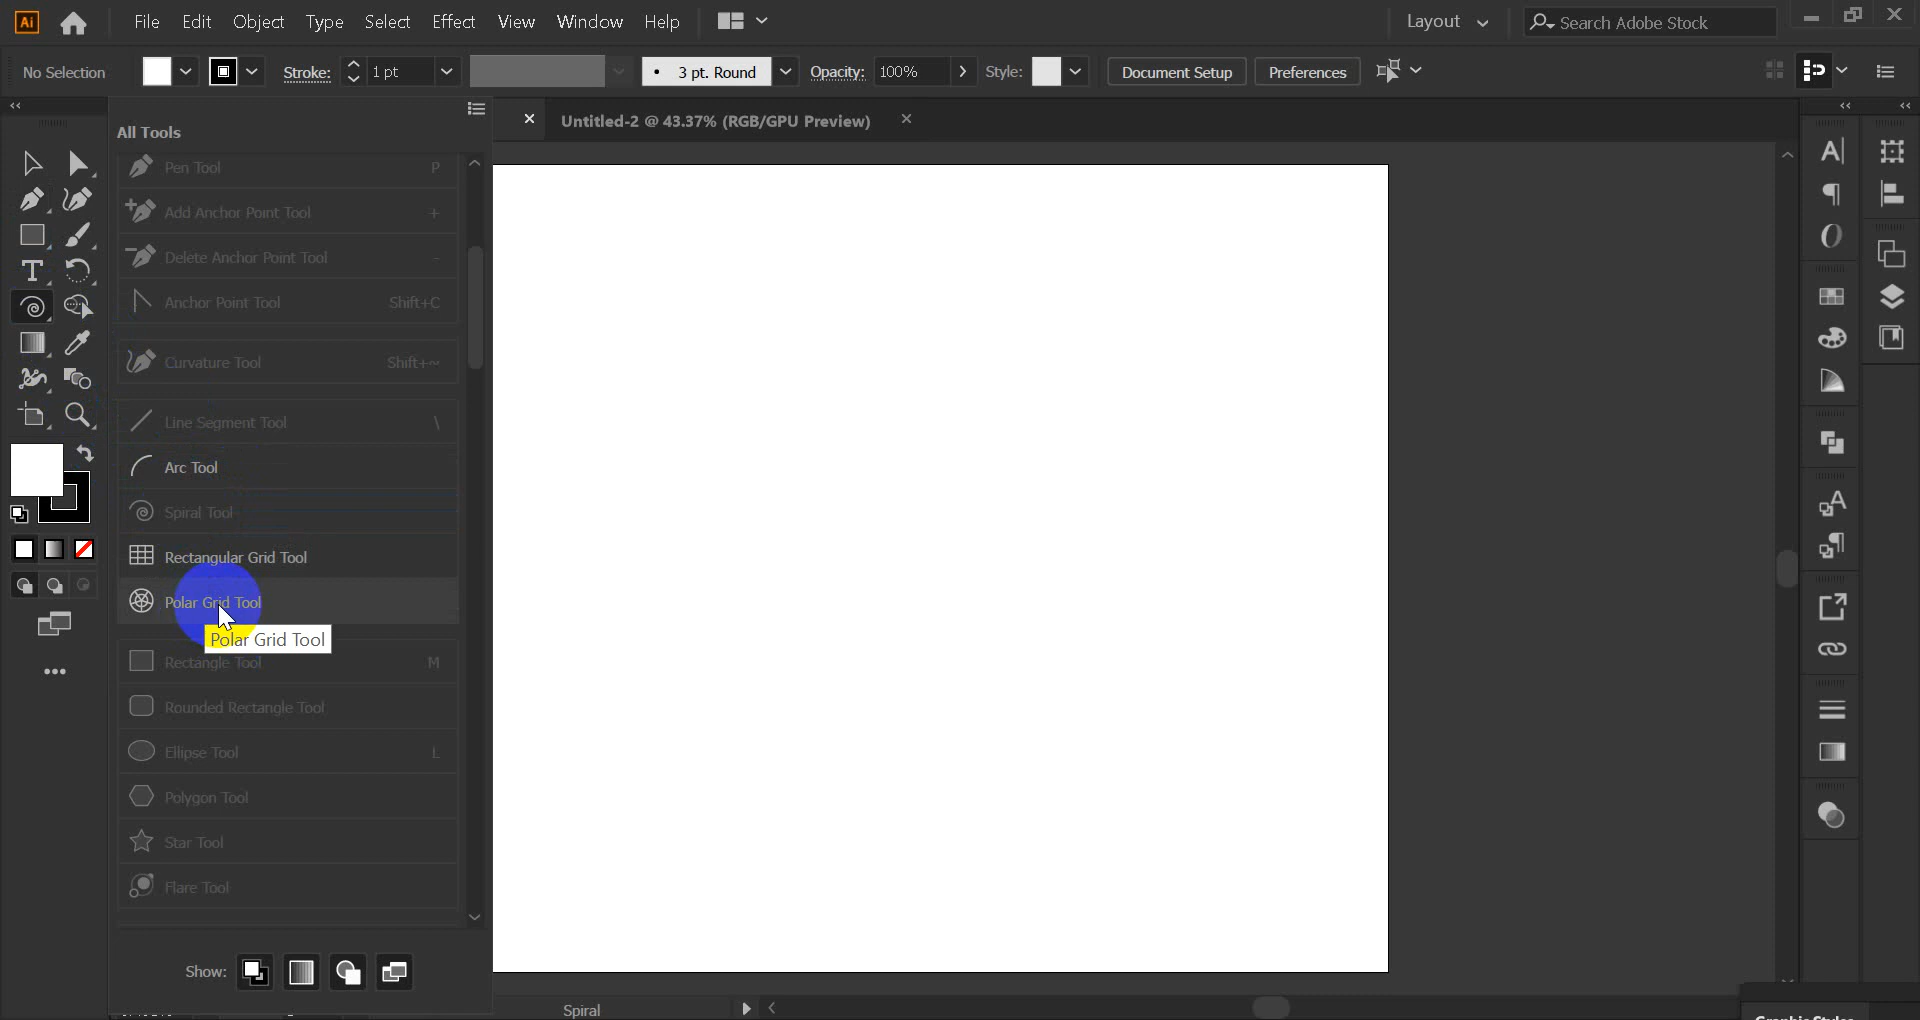 Ai File Edit Object Type Select Effect View Window Help Layout Search Adobe Stock
No Selection Stroke: 1 pt 3 pt. Round Opacity: 100% Style: Document Setup Preferences
All Tools
Untitled-2 @ 43.37% (RGB/GPU Preview)
Pen Tool P
Add Anchor Point Tool +
Delete Anchor Point Tool -
Anchor Point Tool Shift+C
Curvature Tool Shift+~
Line Segment Tool \
Arc Tool
Spiral Tool
Rectangular Grid Tool
Polar Grid Tool
Polar Grid Tool
Rectangle Tool M
Rounded Rectangle Tool
Ellipse Tool L
Polygon Tool
Star Tool
Flare Tool
Show:
Spiral